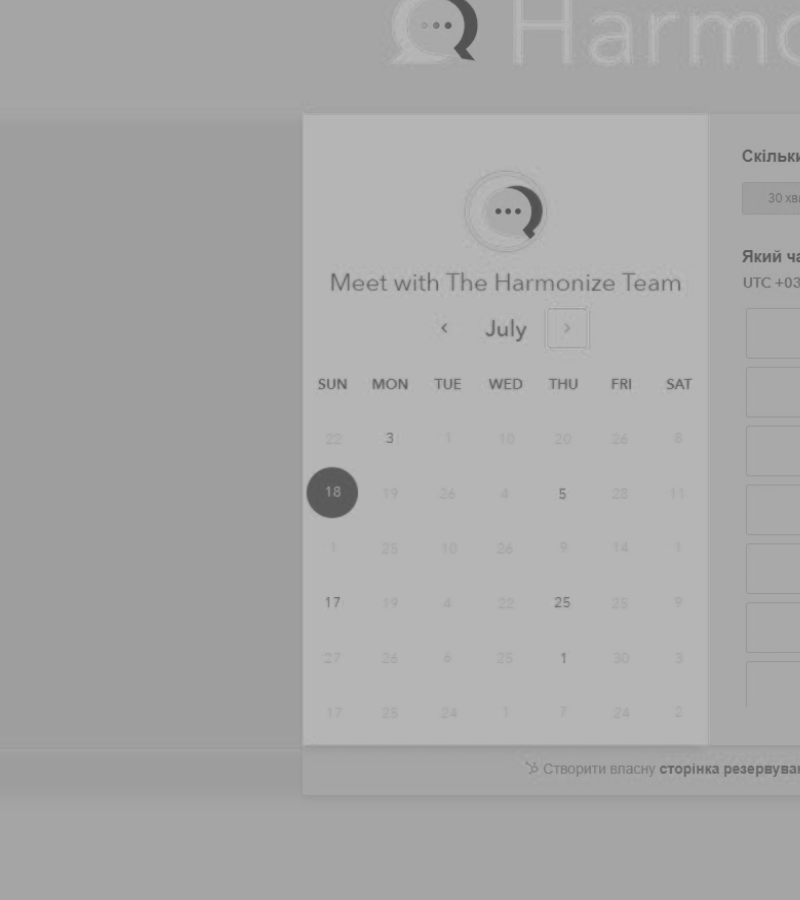 Harmo
Meet with The Harmonize Team
July
SUN MON TUE WED THU FRI SAT
22 3 1 10 20 26 8
18 19 26 4 5 28 11
1 25 10 26 9 14 1
17 19 4 22 25 25 9
27 26 6 25 1 30 3
17 25 24 1 7 24 2
Скільки
30 хви
Який ча
UTC +03
Створити власну сторінка резервуван